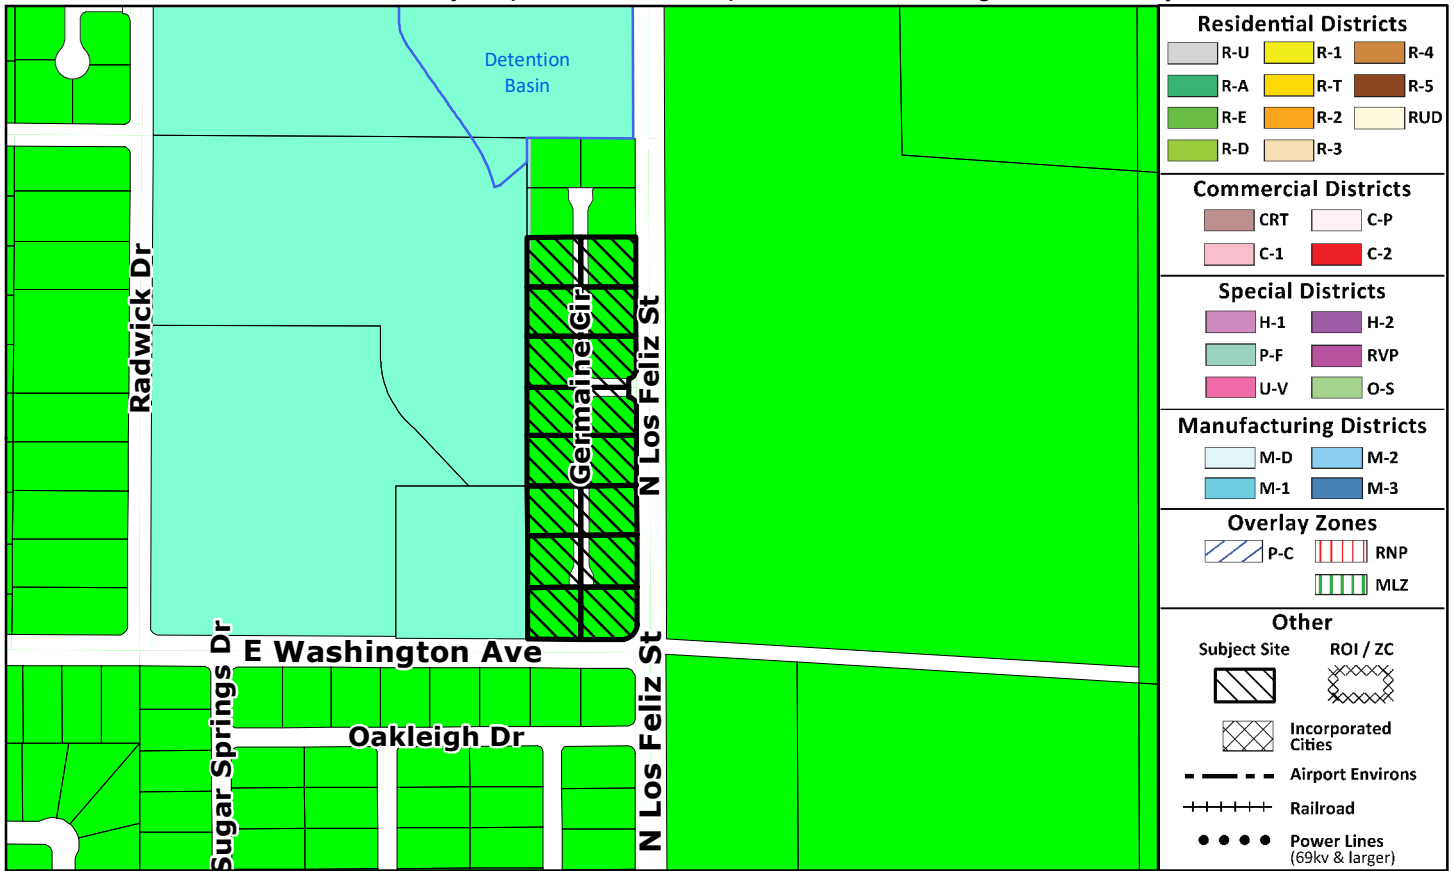 Detention
Basin
Radwick Dr
Germaine Cir
N Los Feliz St
E Washington Ave
Sugar Springs Dr
Oakleigh Dr
N Los Feliz St
Residential Districts
R-U
R-1
R-4
R-A
R-T
R-5
R-E
R-2
RUD
R-D
R-3
Commercial Districts
CRT
C-P
C-1
C-2
Special Districts
H-1
H-2
P-F
RVP
U-V
O-S
Manufacturing Districts
M-D
M-2
M-1
M-3
Overlay Zones
P-C
RNP
MLZ
Other
Subject Site
ROI / ZC
Incorporated
Cities
Airport Environs
Railroad
Power Lines
(69kv & larger)